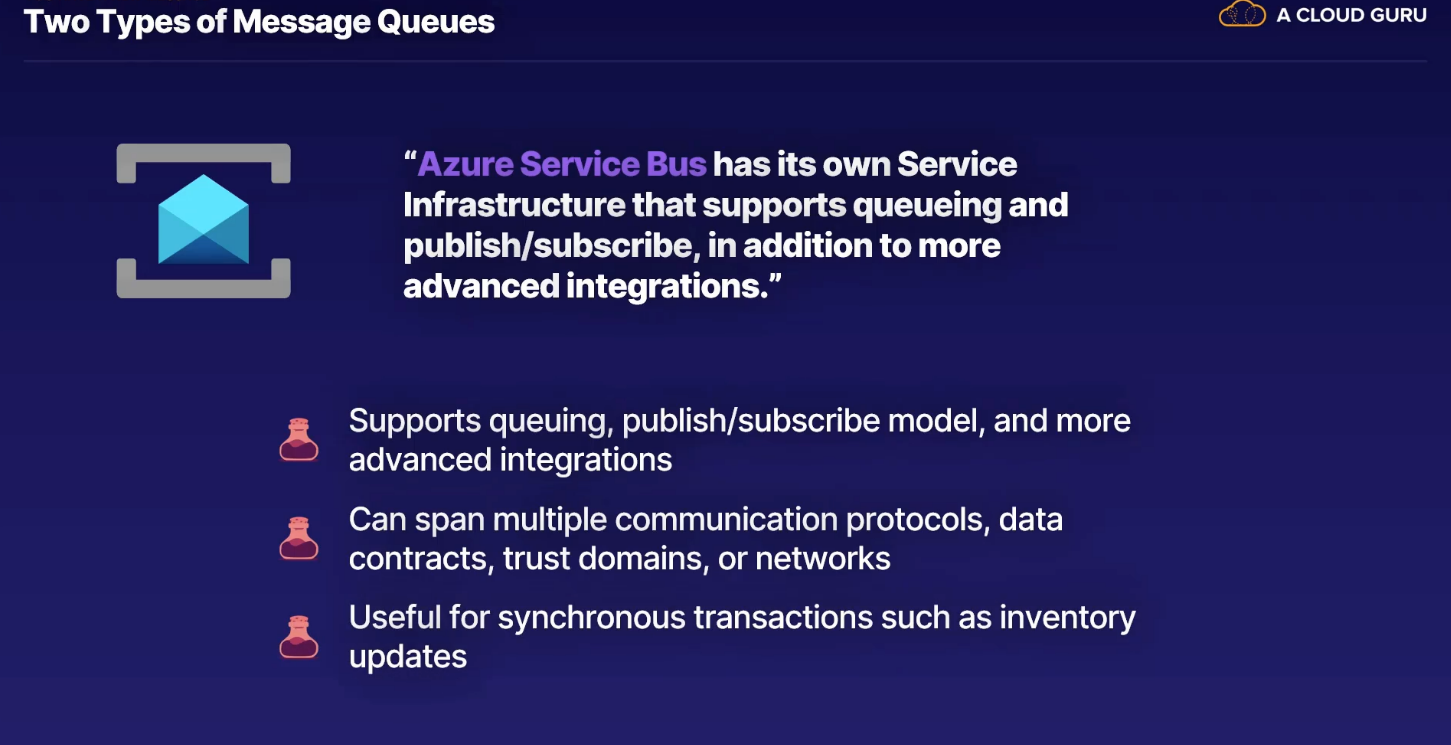 Two Types of Message Queues
A CLOUD GURU
“Azure Service Bus has its own Service
Infrastructure that supports queueing and
publish/subscribe, in addition to more
advanced integrations.”
Supports queuing, publish/subscribe model, and more
advanced integrations
Can span multiple communication protocols, data
contracts, trust domains, or networks
Useful for synchronous transactions such as inventory
updates